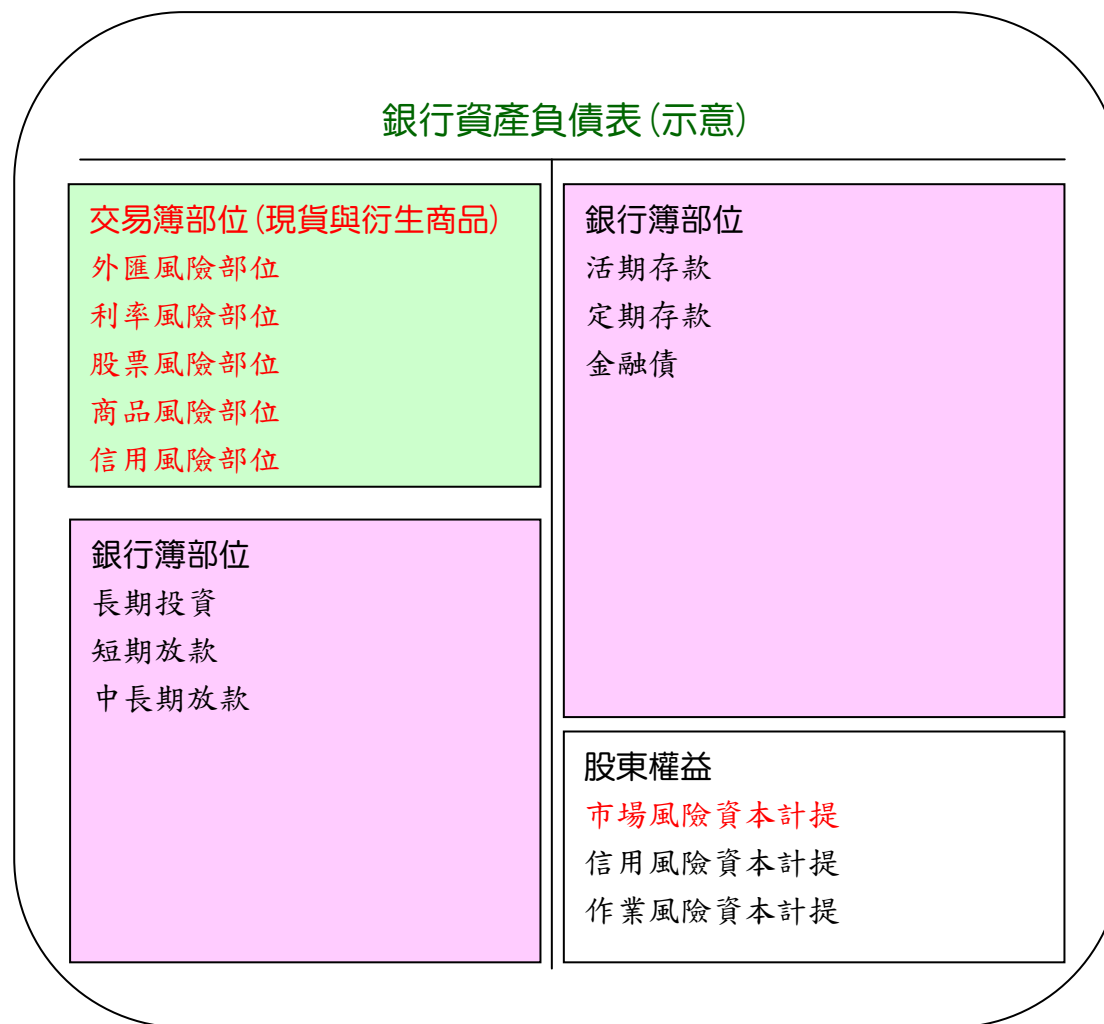 銀行資產負債表(示意)
交易簿部位(現貨與衍生商品)
外匯風險部位
利率風險部位
股票風險部位
商品風險部位
信用風險部位
銀行簿部位
長期投資
短期放款
中長期放款
銀行簿部位
活期存款
定期存款
金融債
股東權益
市場風險資本計提
信用風險資本計提
作業風險資本計提